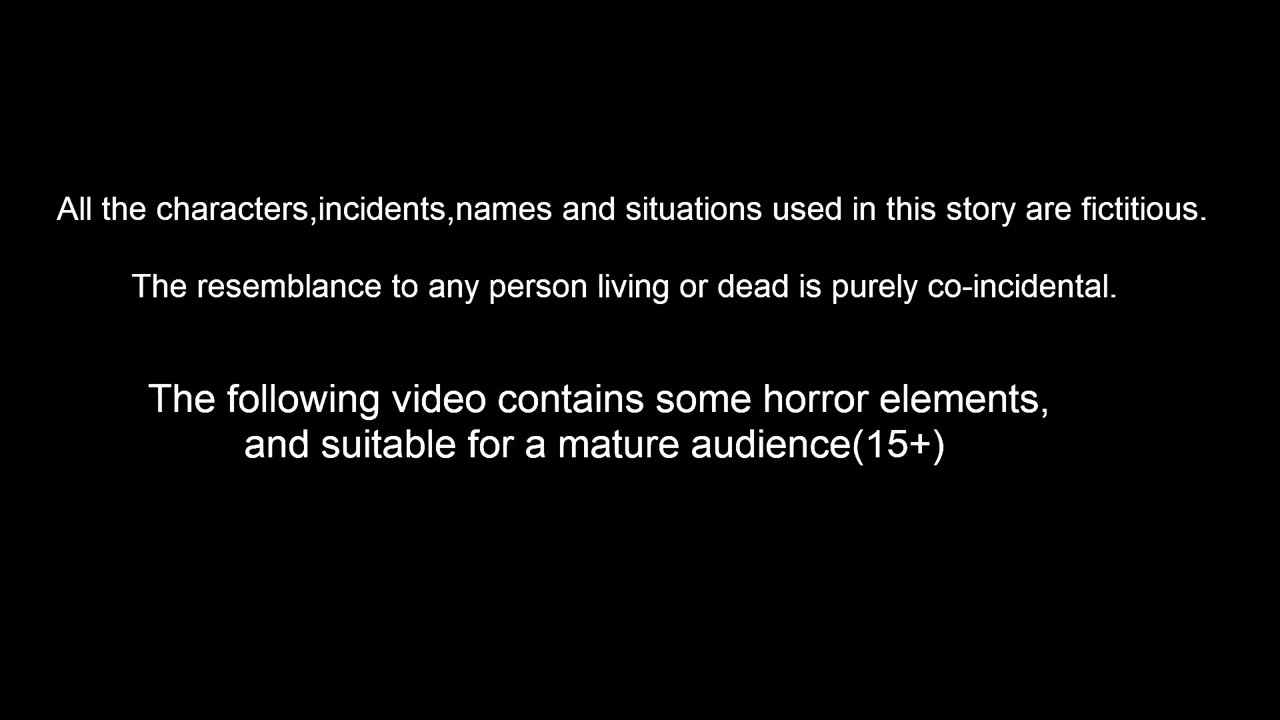 All the characters,incidents,names and situations used in this story are fictitious.
The resemblance to any person living or dead is purely co-incidental.
The following video contains some horror elements,
and suitable for a mature audience(15+)